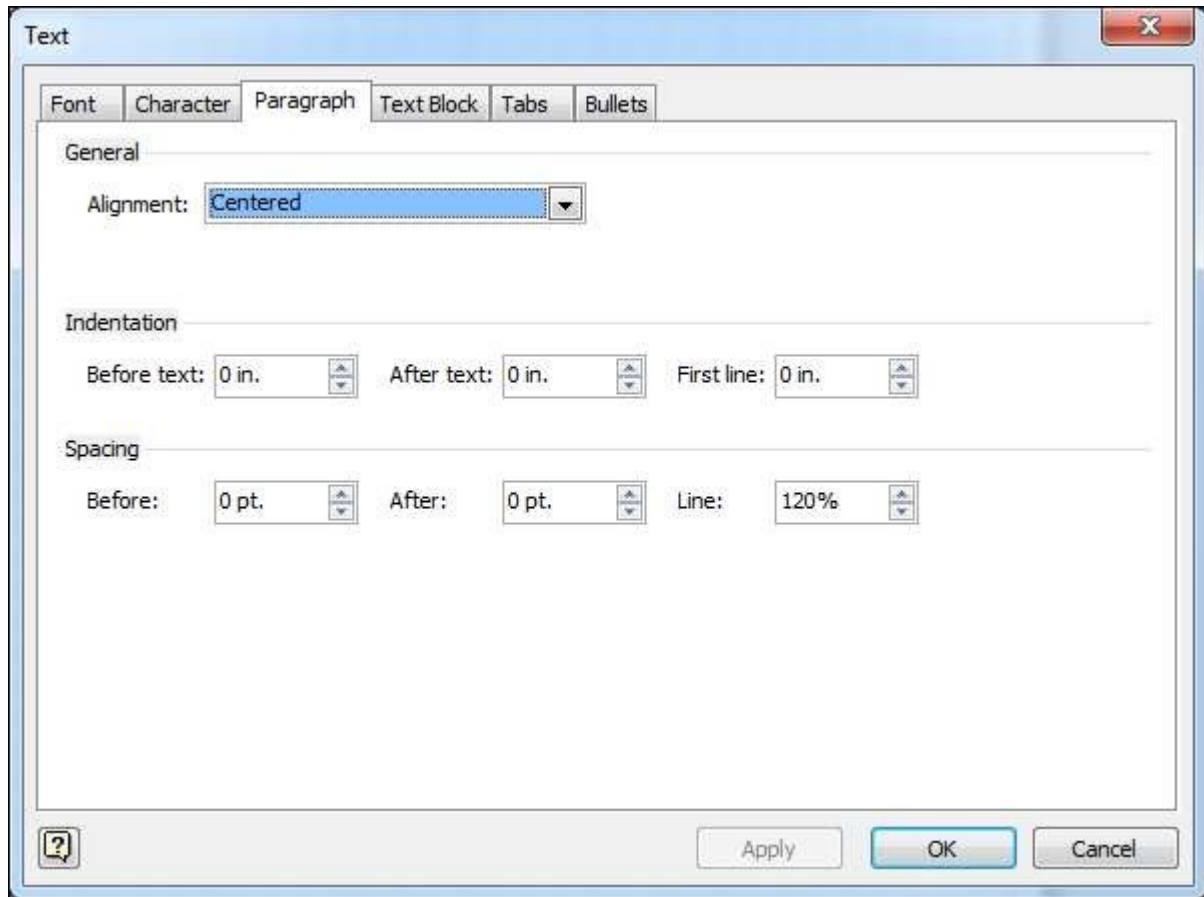 Text
Font Character Paragraph Text Block Tabs Bullets
General
Alignment: Centered
Indentation
Before text: 0 in. After text: 0 in. First line: 0 in.
Spacing
Before: 0 pt. After: 0 pt. Line: 120%
Apply OK Cancel